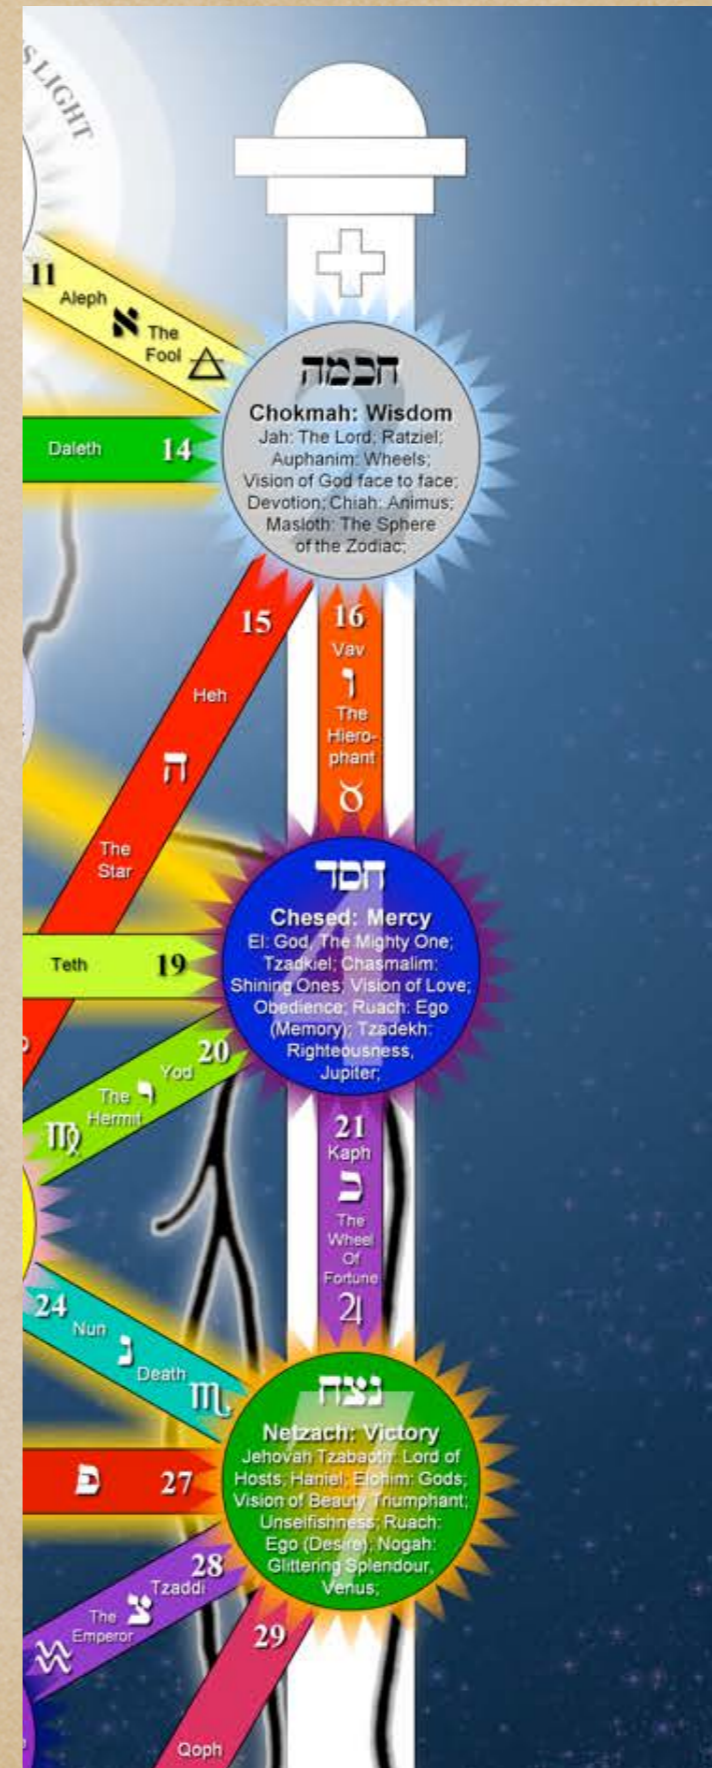 S LIGHT
11
Aleph
א
The
Fool
חכמה
Chokmah: Wisdom
Jah: The Lord; Ratziel;
Auphanim: Wheels;
Vision of God face to face;
Devotion; Chiah: Animus;
Masloth: The Sphere
of the Zodiac;
Daleth
14
15
Heh
ה
The
Star
16
Vav
ו
The
Hiero-
phant
♉
חסד
Chesed: Mercy
El: God, The Mighty One;
Tzadkiel; Chasmalim:
Shining Ones; Vision of Love;
Obedience; Ruach: Ego
(Memory); Tzadekh:
Righteousness,
Jupiter;
Teth
19
20
Yod
י
The
Hermit
♍
21
Kaph
כ
The
Wheel
Of
Fortune
♃
24
Nun
נ
Death
♏
נצח
Netzach: Victory
Jehovah Tzabaoth: Lord of
Hosts; Haniel; Elohim: Gods;
Vision of Beauty Triumphant;
Unselfishness; Ruach:
Ego (Desire); Nogah:
Glittering Splendour,
Venus;
פ
27
28
Tzaddi
צ
The
Emperor
♒
29
Qoph